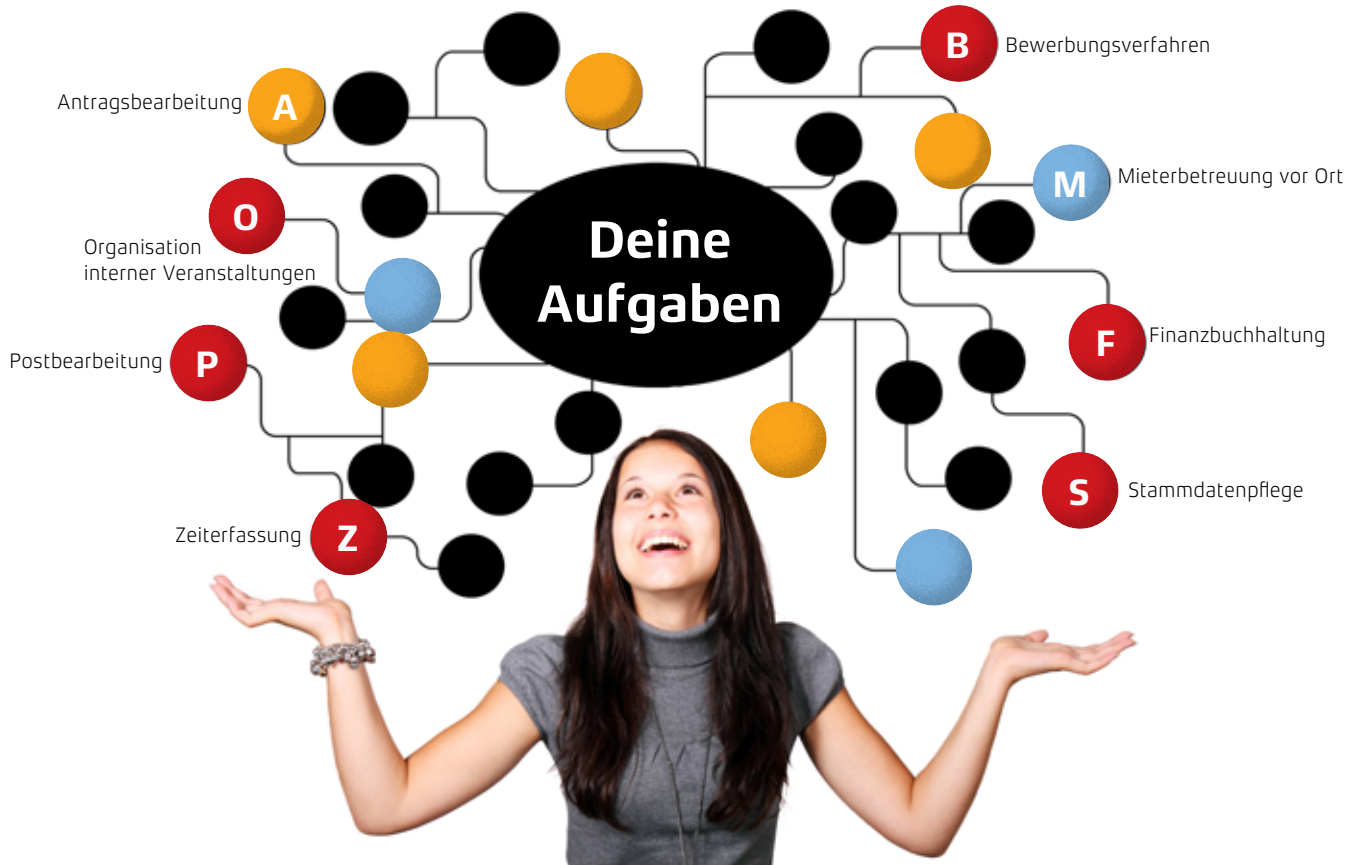 B
Bewerbungsverfahren
Antragsbearbeitung
A
M
Mieterbetreuung vor Ort
O
Organisation
interner Veranstaltungen
Deine
Aufgaben
P
Postbearbeitung
F
Finanzbuchhaltung
S
Stammdatenpflege
Zeiterfassung
Z